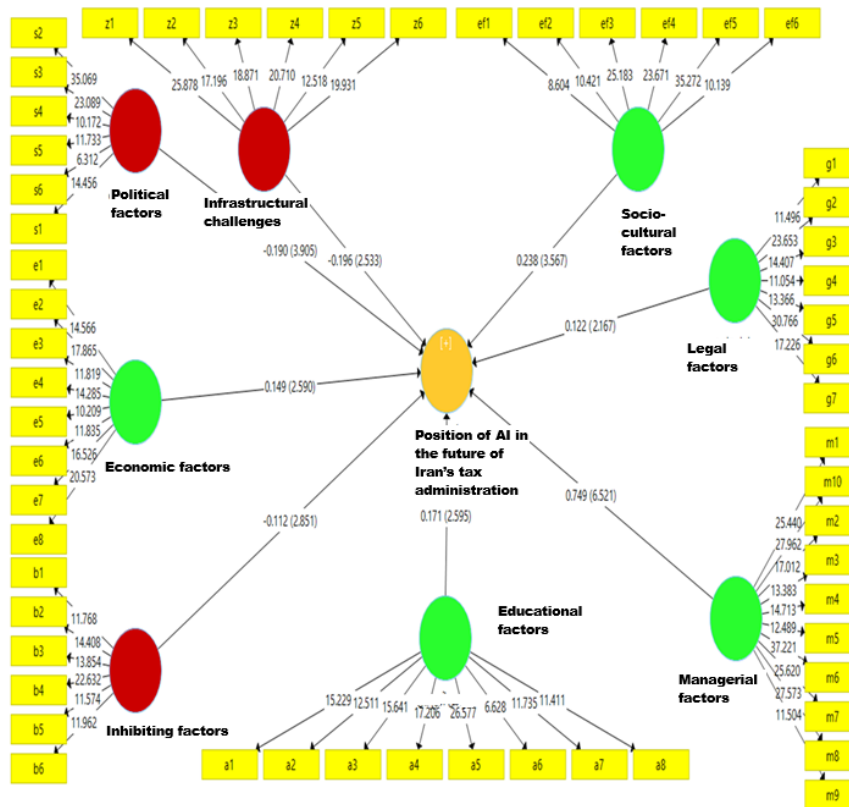 z1
z2
z3
z4
z5
z6
25.878
17.196
18.871
20.710
12.518
19.931
ef1
ef2
ef3
ef4
ef5
ef6
8.604
10.421
25.183
23.671
35.272
10.139
s2
s3
s4
s5
s6
s1
35.069
23.089
10.172
11.733
6.312
14.456
Political
factors
Infrastructural
challenges
Socio-
cultural
factors
g1
g2
g3
g4
g5
g6
g7
11.496
23.653
14.407
11.054
13.366
30.766
17.226
Legal
factors
-0.190 (3.905)
-0.196 (2.533)
0.238 (3.567)
0.122 (2.167)
e1
e2
e3
e4
e5
e6
e7
e8
14.566
17.865
11.819
14.285
10.209
11.835
16.526
20.573
Economic factors
0.149 (2.590)
[+]
Position of AI in
the future of
Iran's tax
administration
-0.112 (2.851)
0.171 (2.595)
0.749 (6.521)
m1
m10
m2
m3
m4
m5
m6
m7
m8
m9
25.440
27.962
17.012
13.383
14.713
12.489
37.221
25.620
27.573
11.504
Managerial
factors
b1
b2
b3
b4
b5
b6
11.768
14.408
13.854
22.632
11.574
11.962
Inhibiting factors
Educational
factors
15.229
12.511
15.641
17.206
26.577
6.628
11.735
11.411
a1
a2
a3
a4
a5
a6
a7
a8